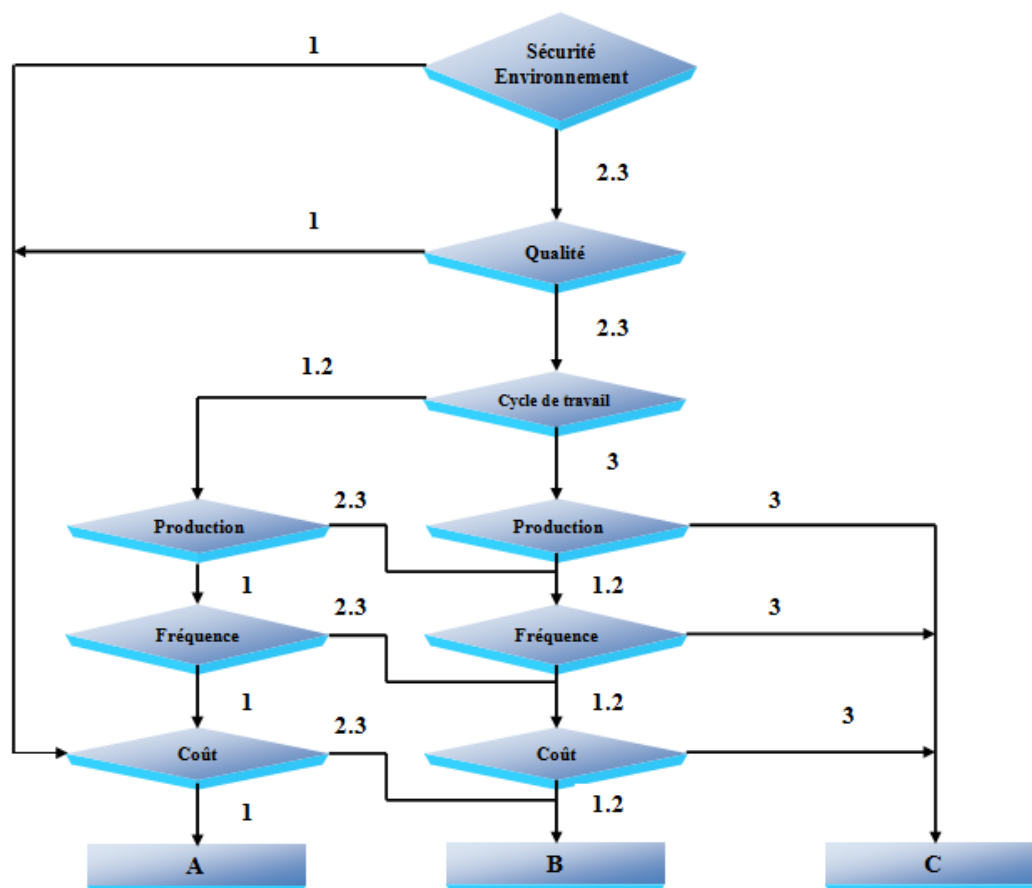 1
Sécurité
Environnement
2.3
1
Qualité
2.3
1.2
Cycle de travail
3
Production
2.3
Production
3
1
1.2
Fréquence
2.3
Fréquence
3
1
1.2
Coût
2.3
Coût
3
1
1.2
A
B
C